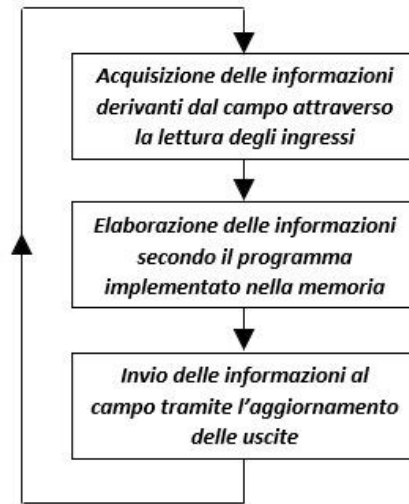 Acquisizione delle informazioni
derivanti dal campo attraverso
la lettura degli ingressi
Elaborazione delle informazioni
secondo il programma
implementato nella memoria
Invio delle informazioni al
campo tramite l'aggiornamento
delle uscite